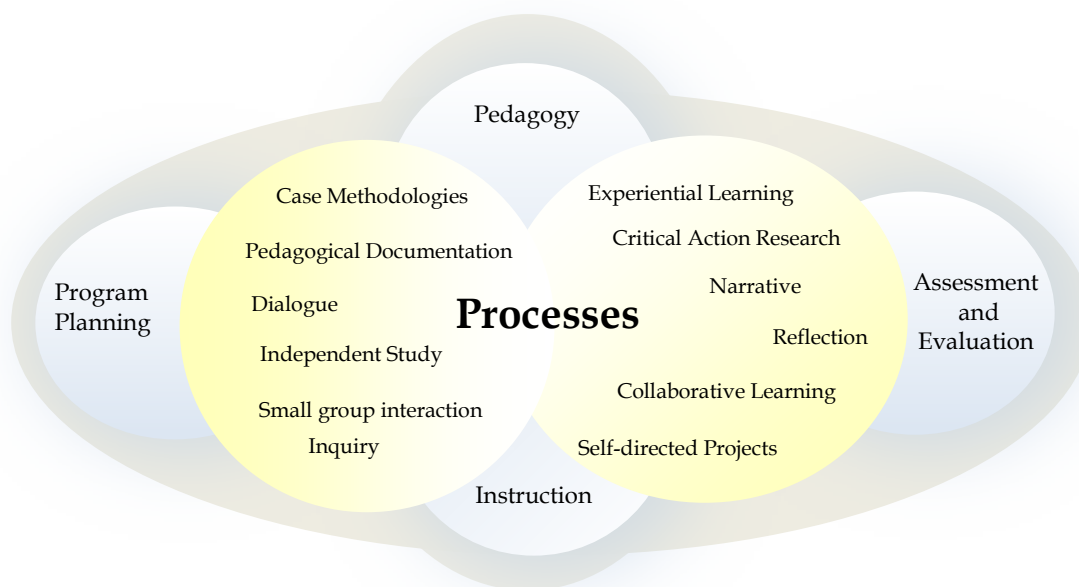 Pedagogy
Case Methodologies
Pedagogical Documentation
Dialogue
Independent Study
Small group interaction
Inquiry
Processes
Experiential Learning
Critical Action Research
Narrative
Reflection
Collaborative Learning
Self-directed Projects
Program
Planning
Assessment
and
Evaluation
Instruction